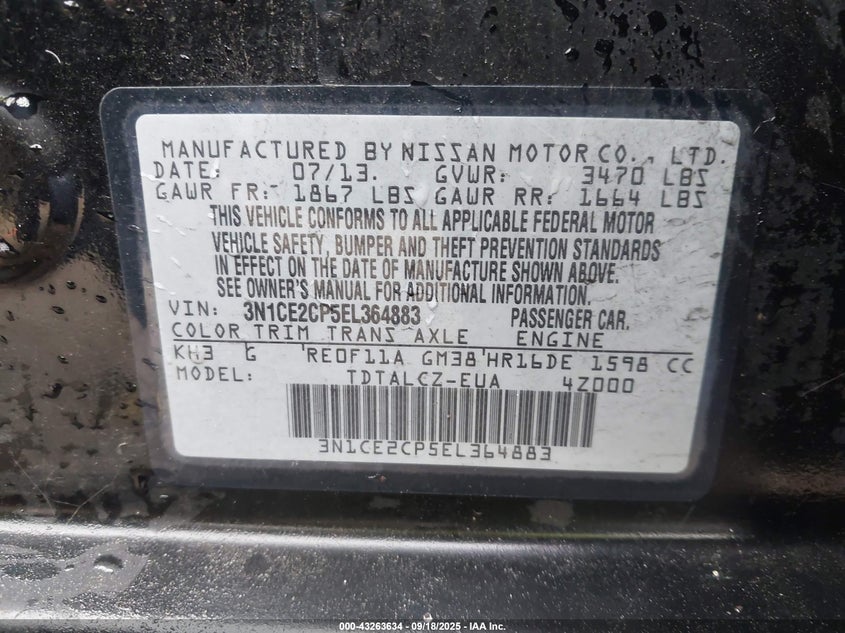 MANUFACTURED BY NISSAN MOTOR CO., LTD.
DATE: 07/13. GVWR: 3470 LBS
GAWR FR: 1867 LBS GAWR RR: 1664 LBS
THIS VEHICLE CONFORMS TO ALL APPLICABLE FEDERAL MOTOR
VEHICLE SAFETY, BUMPER AND THEFT PREVENTION STANDARDS
IN EFFECT ON THE DATE OF MANUFACTURE SHOWN ABOVE.
SEE OWNER'S MANUAL FOR ADDITIONAL INFORMATION.
VIN: 3N1CE2CP5EL364883 PASSENGER CAR.
COLOR TRIM TRANS AXLE ENGINE
KH3 G RE0F11A GM38 HR16DE 1598 CC
MODEL: TDTALCZ-EUA 4Z000
3N1CE2CP5EL364883
000-43263634 - 09/18/2025 - IAA Inc.